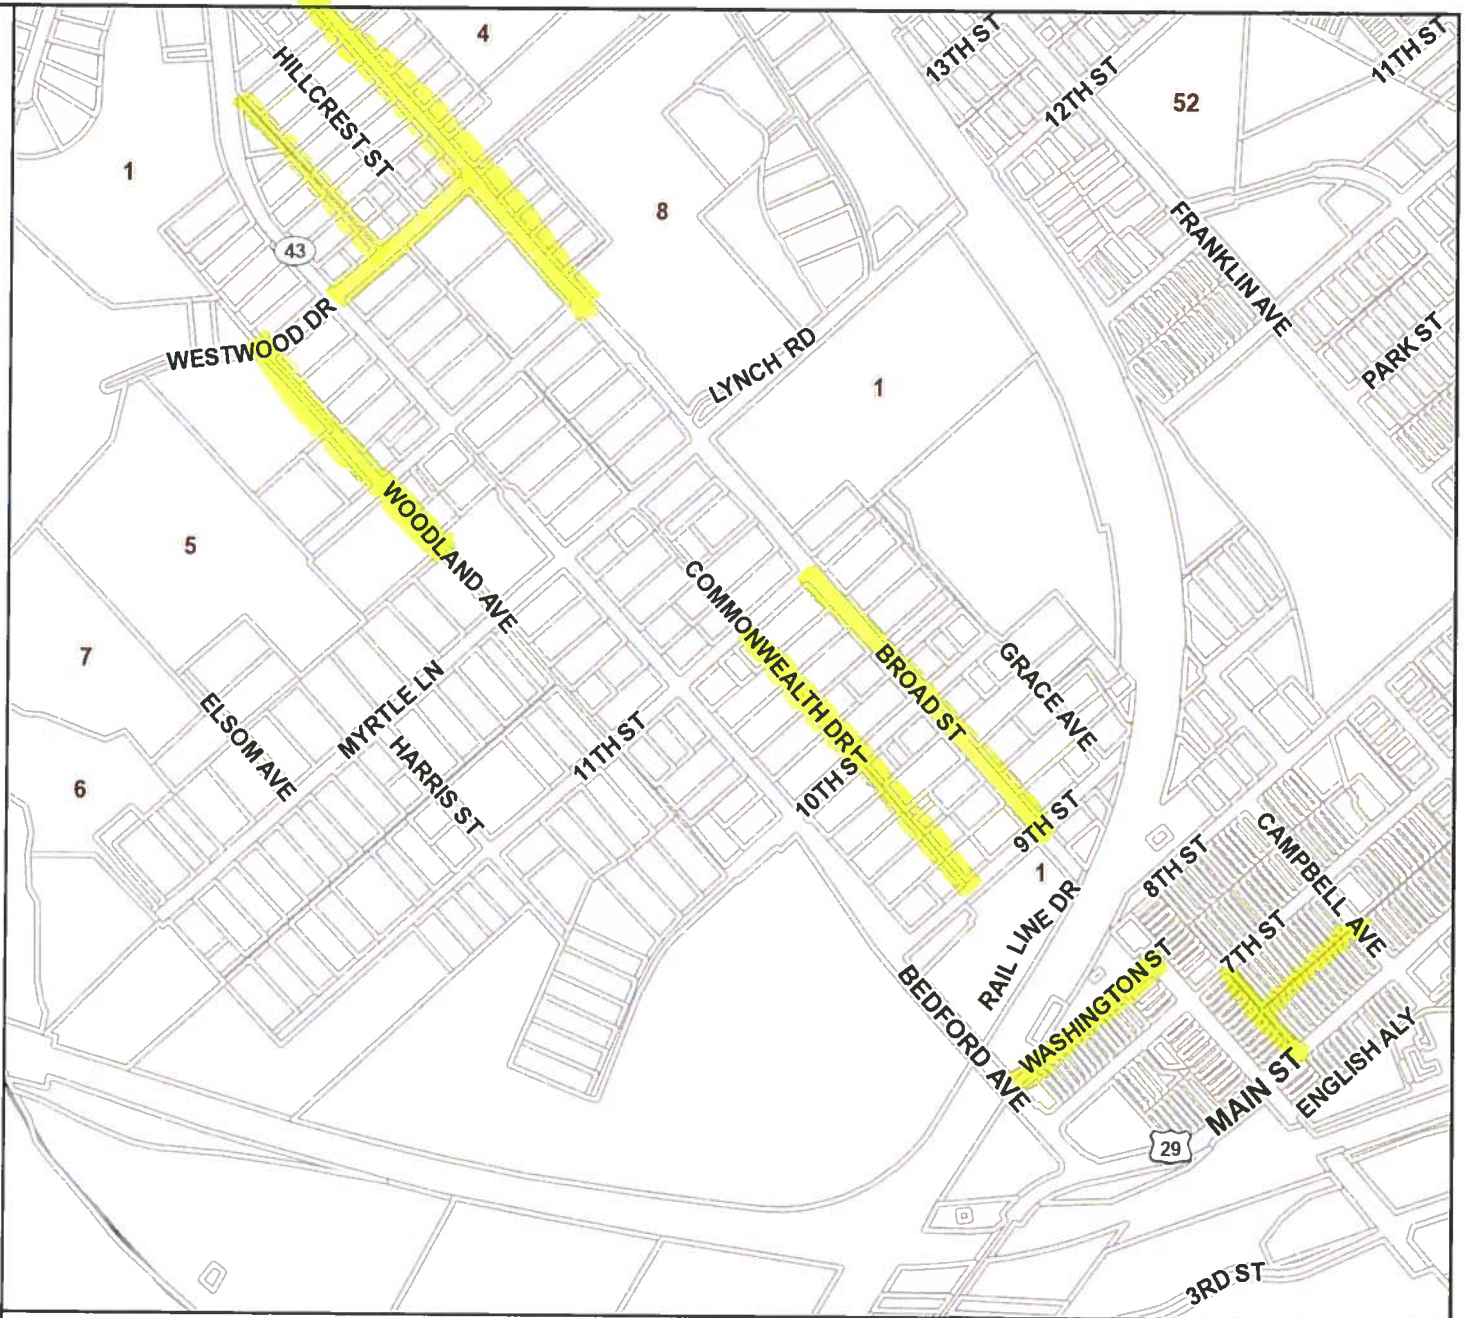 4
13TH ST
11TH ST
HILLCREST ST
12TH ST
52
1
8
FRANKLIN AVE
43
WESTWOOD DR
LYNCH RD
PARK ST
1
WOODLAND AVE
5
COMMONWEALTH DR
BROAD ST
GRACE AVE
7
ELSOM AVE
MYRTLE LN
HARRIS ST
11TH ST
10TH ST
6
9TH ST
1
8TH ST
CAMPBELL AVE
RAIL LINE DR
7TH ST
BEDFORD AVE
WASHINGTON ST
MAIN ST
ENGLISH ALY
29
3RD ST